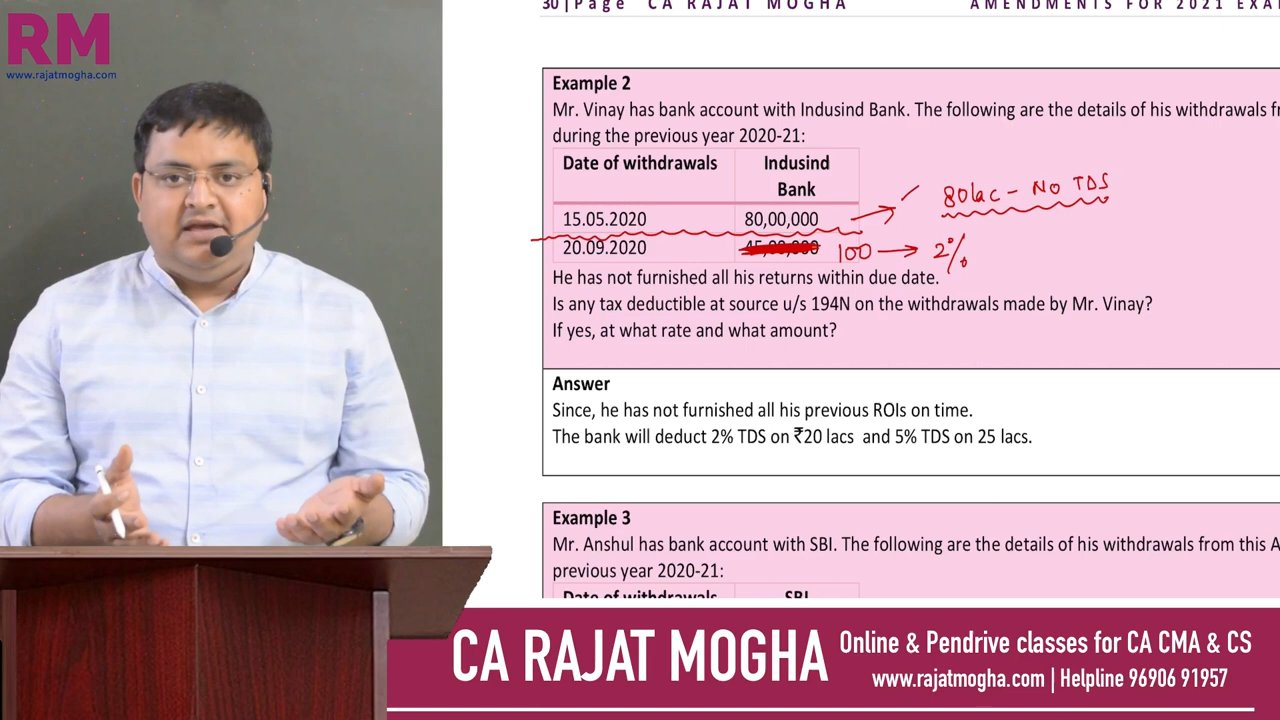 RM
www.rajatmogha.com
30|Page CA RAJAT MOGHA AMENDMENTS FOR 2021 EXA
Example 2
Mr. Vinay has bank account with Indusind Bank. The following are the details of his withdrawals fr
during the previous year 2020-21:
Date of withdrawals Indusind
Bank
15.05.2020 80,00,000 80lac - No TDS
20.09.2020 45,00,000 100 → 2%
He has not furnished all his returns within due date.
Is any tax deductible at source u/s 194N on the withdrawals made by Mr. Vinay?
If yes, at what rate and what amount?
Answer
Since, he has not furnished all his previous ROIs on time.
The bank will deduct 2% TDS on ₹20 lacs and 5% TDS on 25 lacs.
Example 3
Mr. Anshul has bank account with SBI. The following are the details of his withdrawals from this A
previous year 2020-21:
Date of withdrawals SBI
CA RAJAT MOGHA
Online & Pendrive classes for CA CMA & CS
www.rajatmogha.com | Helpline 96906 91957